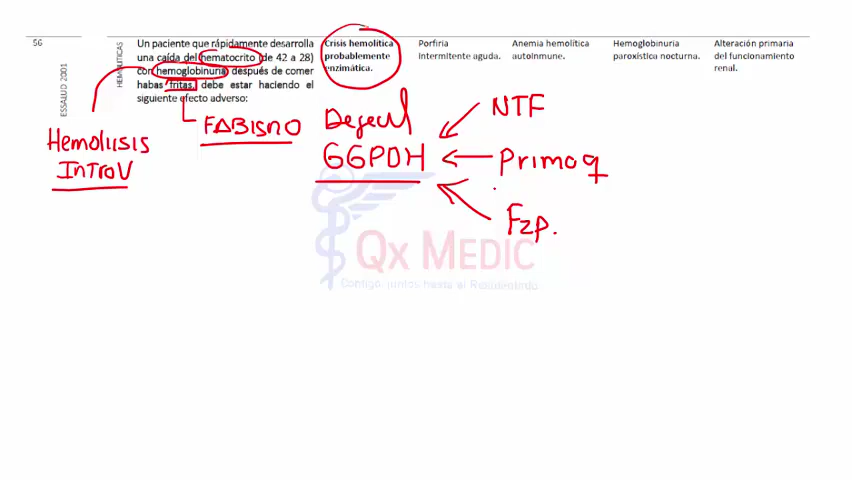 56
ESSALUD 2001
HEMOLITICAS
Un paciente que rápidamente desarrolla
una caída del hematocrito (de 42 a 28)
con hemoglobinuria después de comer
habas fritas, debe estar haciendo el
siguiente efecto adverso:
Crisis hemolítica
probablemente
enzimática.
Porfiria
intermitente aguda.
Anemia hemolítica
autoinmune.
Hemoglobinuria
paroxística nocturna.
Alteración primaria
del funcionamiento
renal.
Hemolisis
IntraV
FABISMO
G6PDH
NTF
Primaq
Fzp.
Qx MEDIC
Contigo, juntos hasta el Residentado